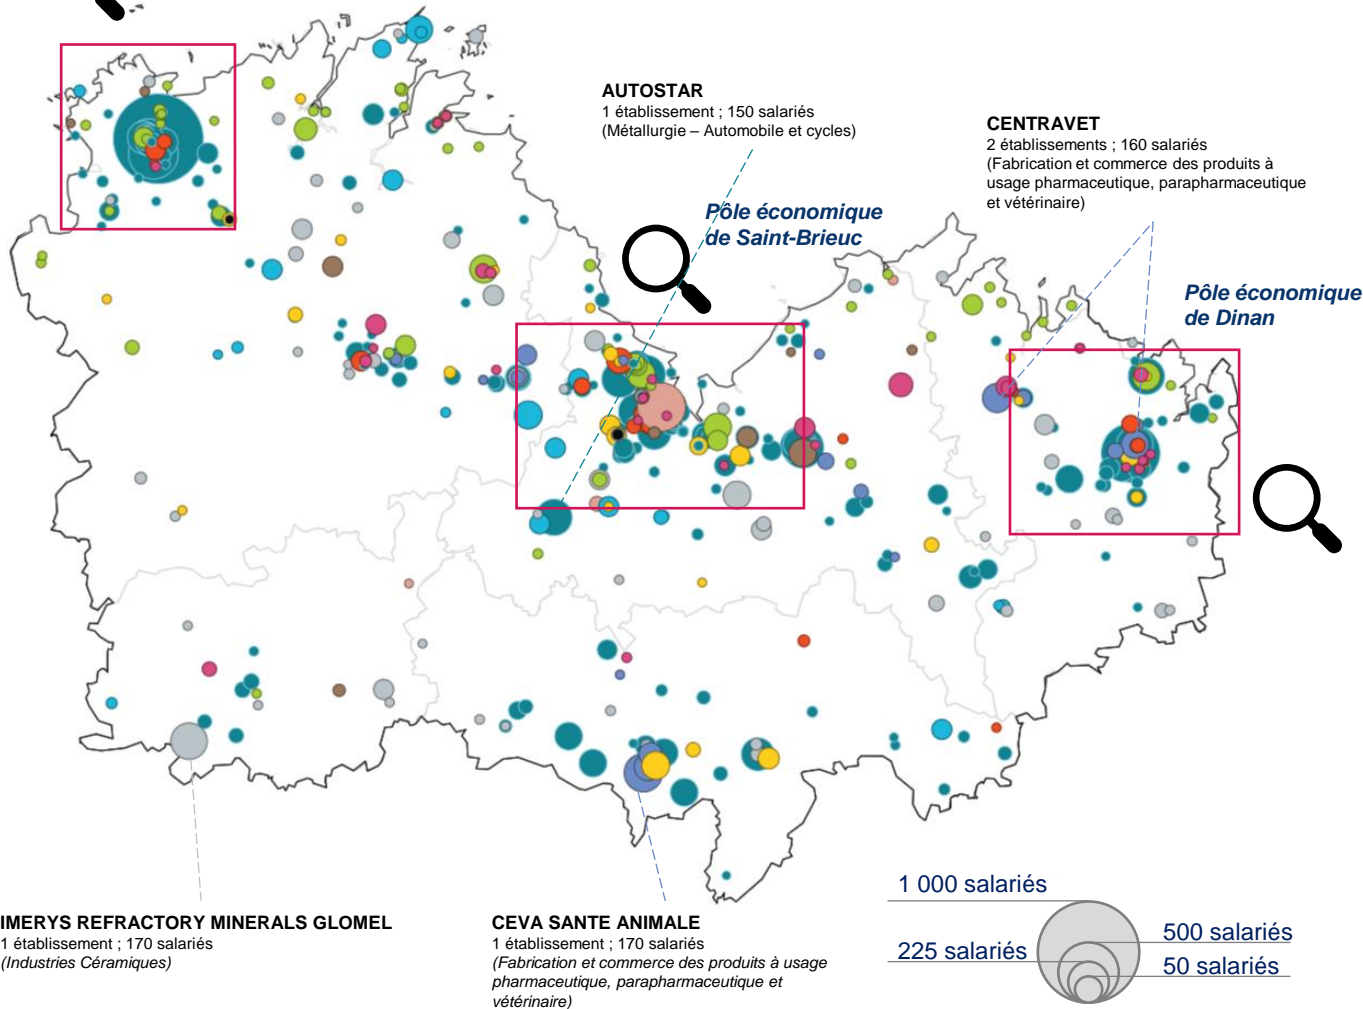 AUTOSTAR
1 établissement ; 150 salariés
(Métallurgie – Automobile et cycles)
CENTRAVET
2 établissements ; 160 salariés
(Fabrication et commerce des produits à
usage pharmaceutique, parapharmaceutique
et vétérinaire)
Pôle économique
de Saint-Brieuc
Pôle économique
de Dinan
IMERYS REFRACTORY MINERALS GLOMEL
1 établissement ; 170 salariés
(Industries Céramiques)
CEVA SANTE ANIMALE
1 établissement ; 170 salariés
(Fabrication et commerce des produits à usage
pharmaceutique, parapharmaceutique et
vétérinaire)
1 000 salariés
500 salariés
225 salariés
50 salariés